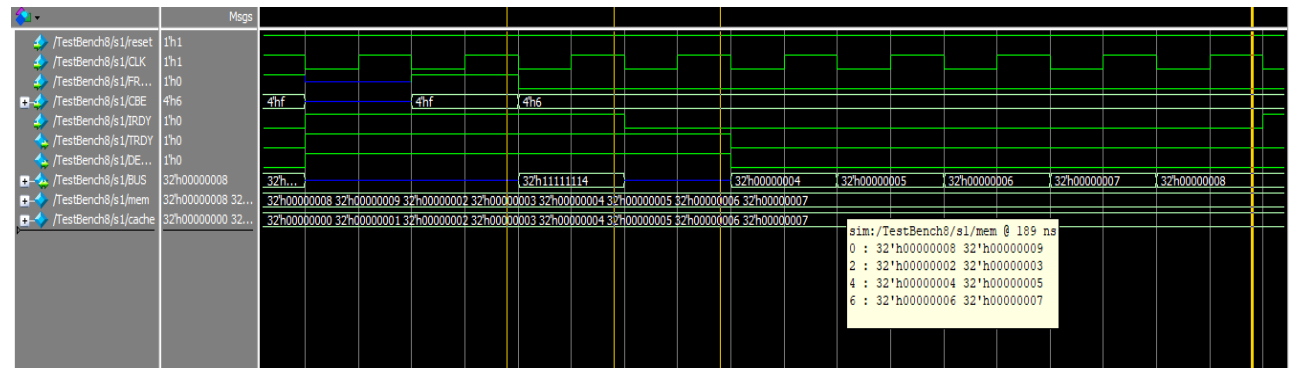 Msgs
/TestBench8/s1/reset 1'h1
/TestBench8/s1/CLK 1'h1
/TestBench8/s1/FR... 1'h0
/TestBench8/s1/CBE 4'h6 4'hf 4'hf 4'h6
/TestBench8/s1/IRDY 1'h0
/TestBench8/s1/TRDY 1'h0
/TestBench8/s1/DE... 1'h0
/TestBench8/s1/BUS 32'h00000008 32'h... 32'h11111114 32'h00000004 32'h00000005 32'h00000006 32'h00000007 32'h00000008
/TestBench8/s1/mem 32'h00000008 32... 32'h00000008 32'h00000009 32'h00000002 32'h00000003 32'h00000004 32'h00000005 32'h00000006 32'h00000007
/TestBench8/s1/cache 32'h00000000 32... 32'h00000000 32'h00000001 32'h00000002 32'h00000003 32'h00000004 32'h00000005 32'h00000006 32'h00000007
sim:/TestBench8/s1/mem @ 189 ns
0 : 32'h00000008 32'h00000009
2 : 32'h00000002 32'h00000003
4 : 32'h00000004 32'h00000005
6 : 32'h00000006 32'h00000007